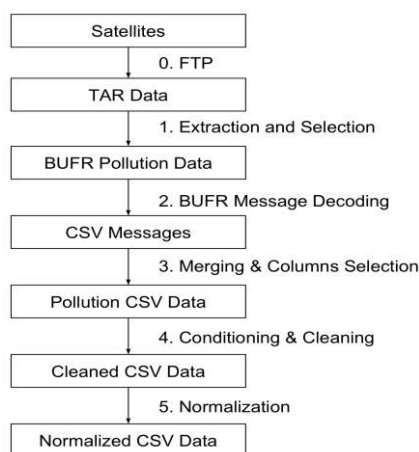 Satellites
0. FTP
TAR Data
1. Extraction and Selection
BUFR Pollution Data
2. BUFR Message Decoding
CSV Messages
3. Merging & Columns Selection
Pollution CSV Data
4. Conditioning & Cleaning
Cleaned CSV Data
5. Normalization
Normalized CSV Data